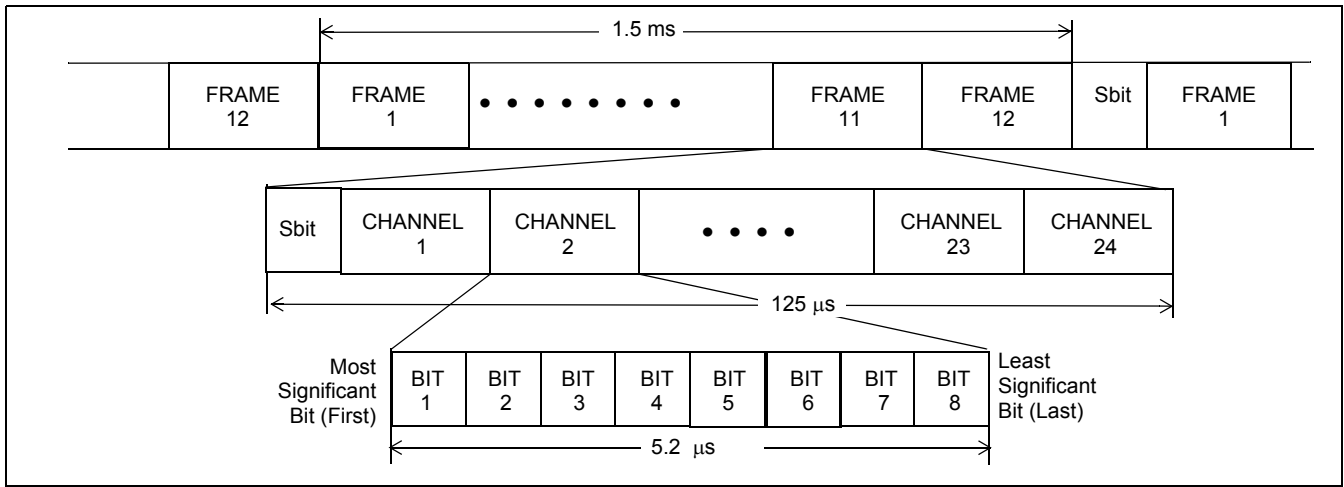 1.5 ms
FRAME 12
FRAME 1
FRAME 11
FRAME 12
Sbit
FRAME 1
Sbit
CHANNEL 1
CHANNEL 2
CHANNEL 23
CHANNEL 24
125 μs
Most
Significant
Bit (First)
BIT 1
BIT 2
BIT 3
BIT 4
BIT 5
BIT 6
BIT 7
BIT 8
Least
Significant
Bit (Last)
5.2 μs